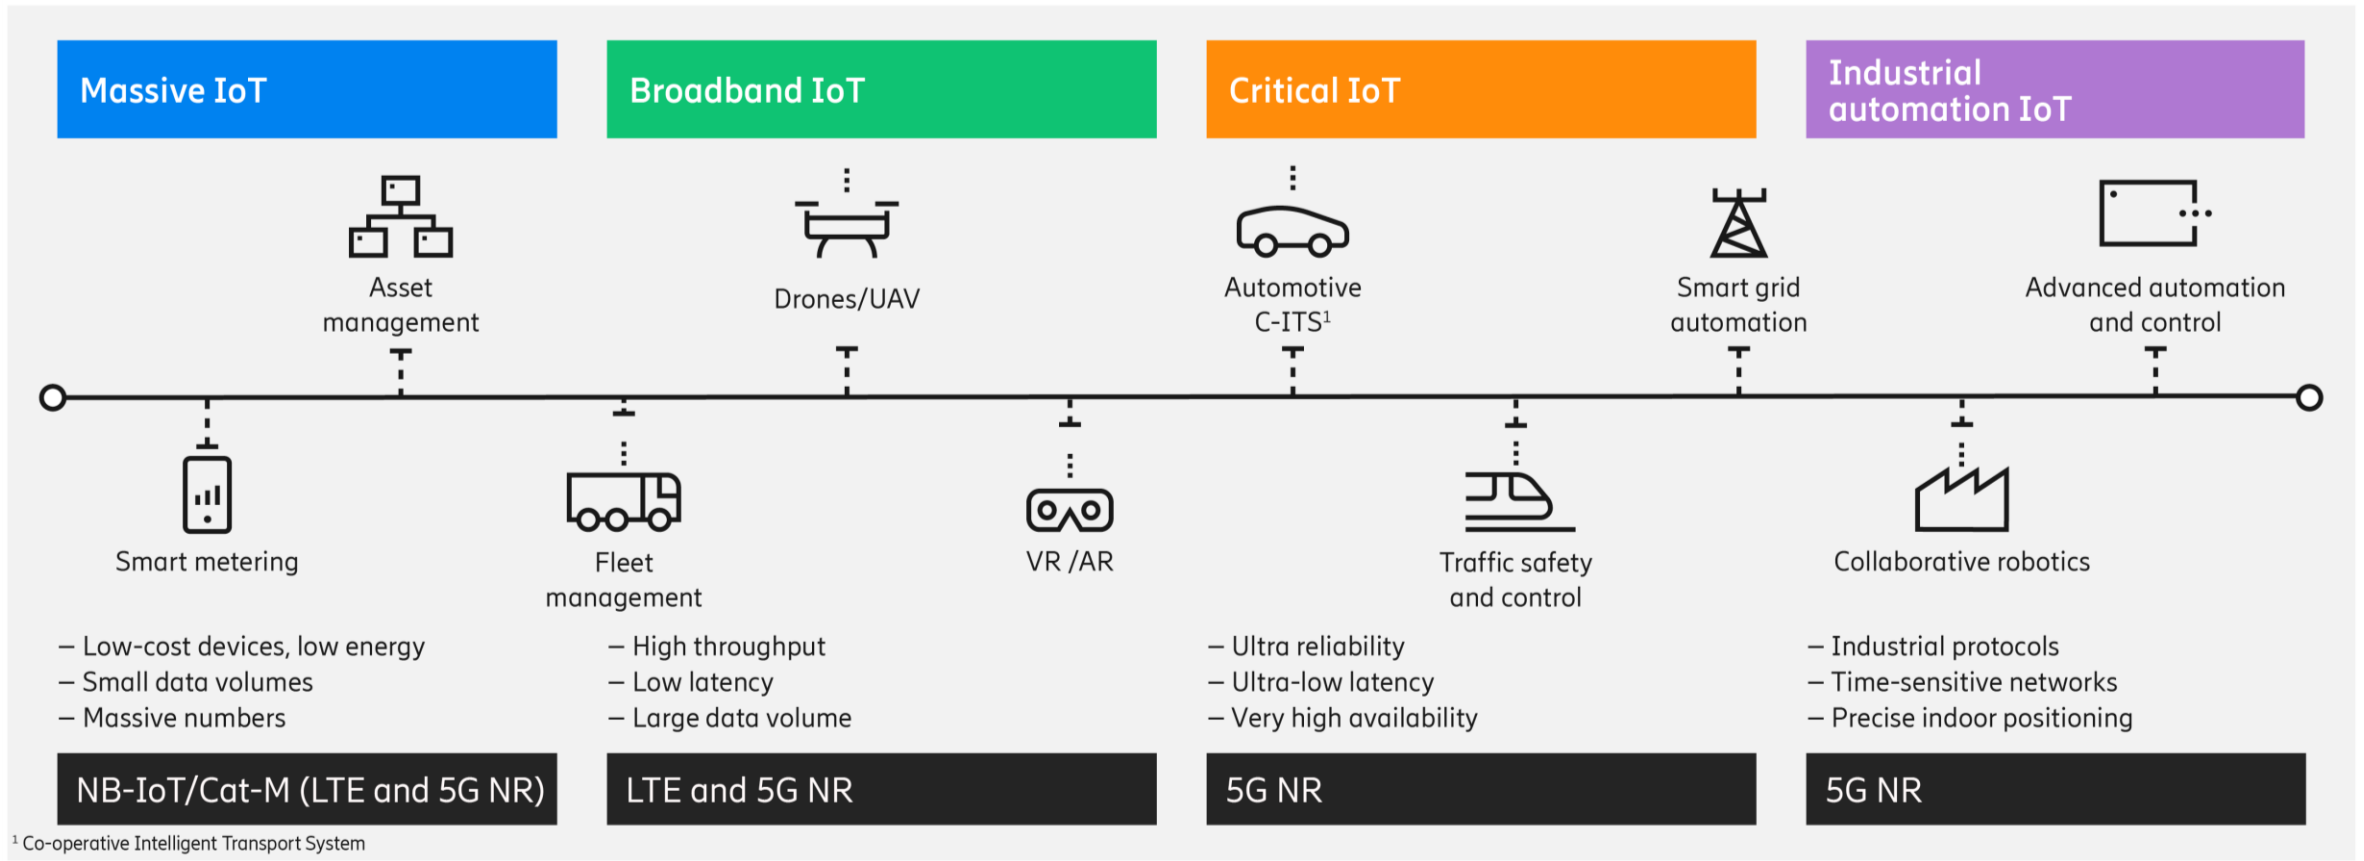 Massive IoT
Broadband IoT
Critical IoT
Industrial
automation IoT
Asset
management
Drones/UAV
Automotive
C-ITS¹
Smart grid
automation
Advanced automation
and control
Smart metering
Fleet
management
VR /AR
Traffic safety
and control
Collaborative robotics
– Low-cost devices, low energy
– Small data volumes
– Massive numbers
– High throughput
– Low latency
– Large data volume
– Ultra reliability
– Ultra-low latency
– Very high availability
– Industrial protocols
– Time-sensitive networks
– Precise indoor positioning
NB-IoT/Cat-M (LTE and 5G NR)
LTE and 5G NR
5G NR
5G NR
¹ Co-operative Intelligent Transport System